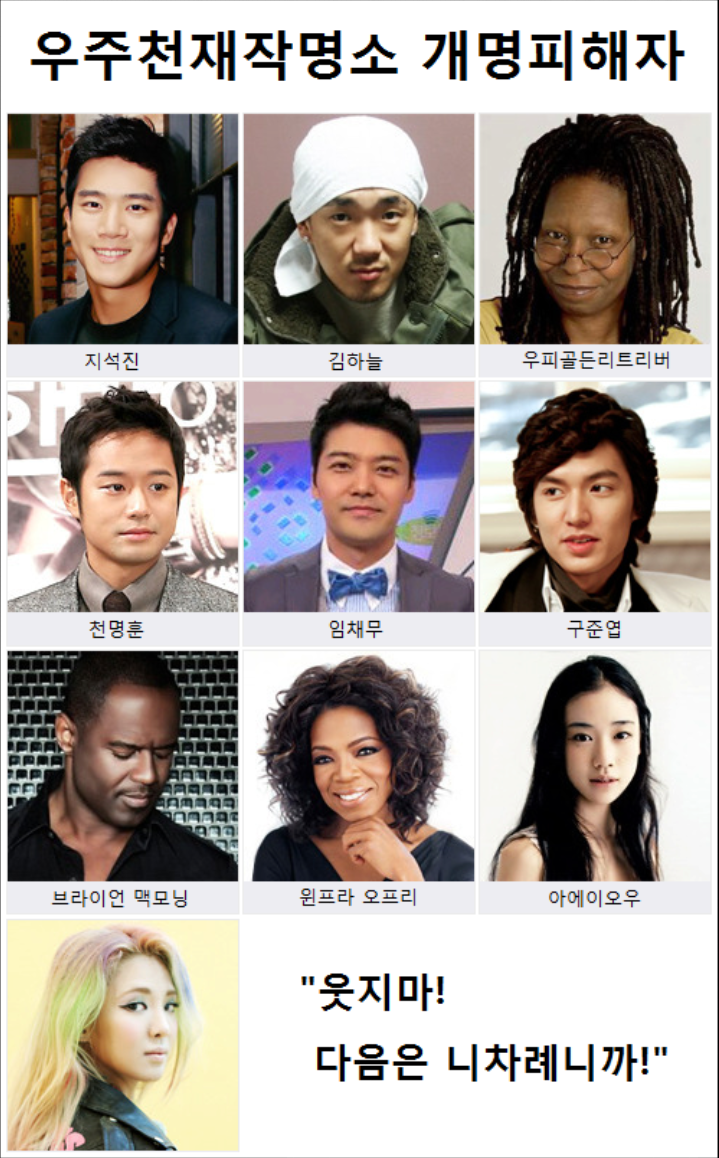 우주천재작명소 개명피해자
지석진
김하늘
우피골든리트리버
천명훈
임채무
구준엽
브라이언 맥모닝
윈프라 오프리
아에이오우
"웃지마!
다음은 니차례니까!"